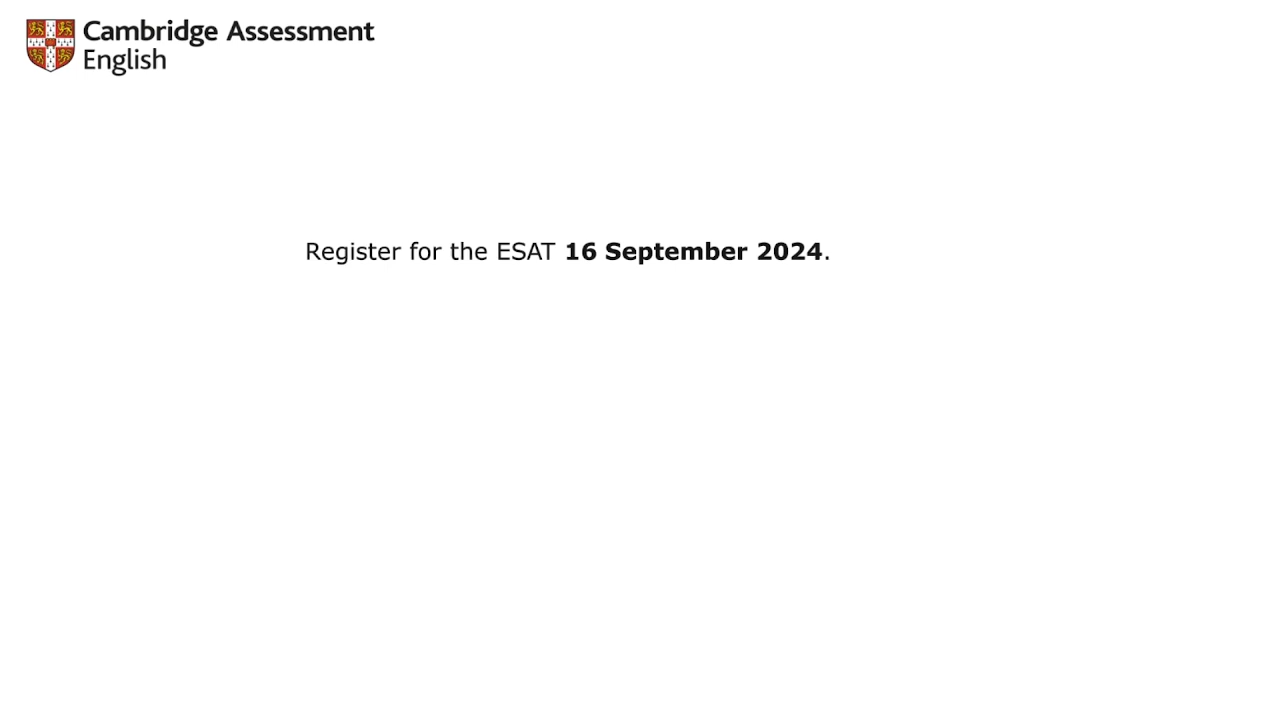 Cambridge Assessment
English
Register for the ESAT 16 September 2024.